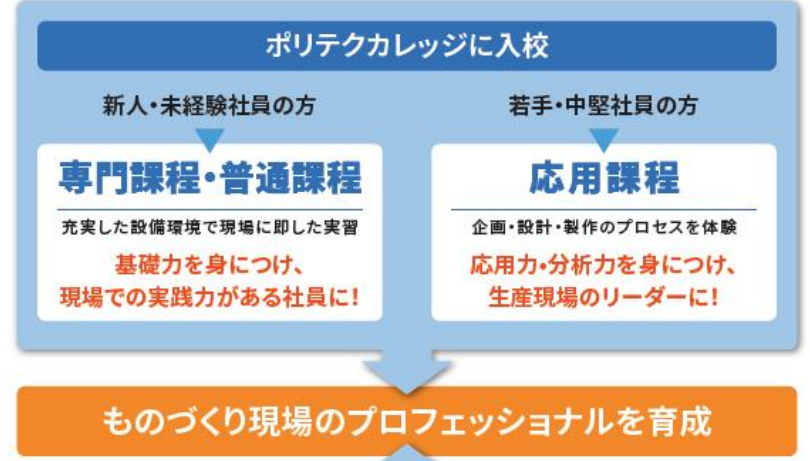 ポリテクカレッジに入校
新人・未経験社員の方
専門課程・普通課程
充実した設備環境で現場に即した実習
基礎力を身につけ、
現場での実践力がある社員に！
若手・中堅社員の方
応用課程
企画・設計・製作のプロセスを体験
応用力・分析力を身につけ、
生産現場のリーダーに！
ものづくり現場のプロフェッショナルを育成